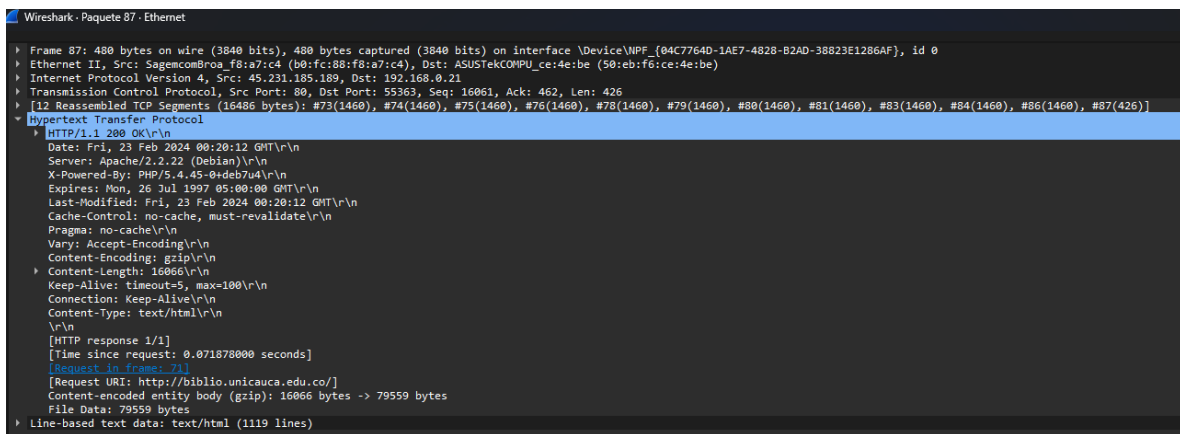 Wireshark · Paquete 87 · Ethernet
Frame 87: 480 bytes on wire (3840 bits), 480 bytes captured (3840 bits) on interface \Device\NPF_{04C7764D-1AE7-4828-B2AD-38823E1286AF}, id 0
Ethernet II, Src: SagemcomBroa_f8:a7:c4 (b0:fc:88:f8:a7:c4), Dst: ASUSTekCOMPU_ce:4e:be (50:eb:f6:ce:4e:be)
Internet Protocol Version 4, Src: 45.231.185.189, Dst: 192.168.0.21
Transmission Control Protocol, Src Port: 80, Dst Port: 55363, Seq: 16061, Ack: 462, Len: 426
[12 Reassembled TCP Segments (16486 bytes): #73(1460), #74(1460), #75(1460), #76(1460), #78(1460), #79(1460), #80(1460), #81(1460), #83(1460), #84(1460), #86(1460), #87(426)]
Hypertext Transfer Protocol
HTTP/1.1 200 OK\r\n
Date: Fri, 23 Feb 2024 00:20:12 GMT\r\n
Server: Apache/2.2.22 (Debian)\r\n
X-Powered-By: PHP/5.4.45-0+deb7u4\r\n
Expires: Mon, 26 Jul 1997 05:00:00 GMT\r\n
Last-Modified: Fri, 23 Feb 2024 00:20:12 GMT\r\n
Cache-Control: no-cache, must-revalidate\r\n
Pragma: no-cache\r\n
Vary: Accept-Encoding\r\n
Content-Encoding: gzip\r\n
Content-Length: 16066\r\n
Keep-Alive: timeout=5, max=100\r\n
Connection: Keep-Alive\r\n
Content-Type: text/html\r\n
\r\n
[HTTP response 1/1]
[Time since request: 0.071878000 seconds]
[Request in frame: 71]
[Request URI: http://biblio.unicauca.edu.co/]
Content-encoded entity body (gzip): 16066 bytes -> 79559 bytes
File Data: 79559 bytes
Line-based text data: text/html (1119 lines)